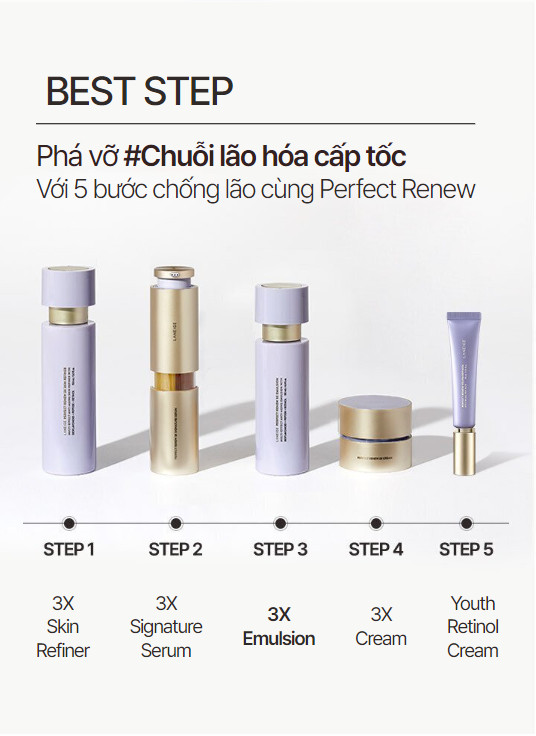 BEST STEP
Phá vỡ #Chuỗi lão hóa cấp tốc
Với 5 bước chống lão cùng Perfect Renew
LANEIGE
STEP 1
STEP 2
STEP 3
STEP 4
STEP 5
3X
Skin
Refiner
3X
Signature
Serum
3X
Emulsion
3X
Cream
Youth
Retinol
Cream